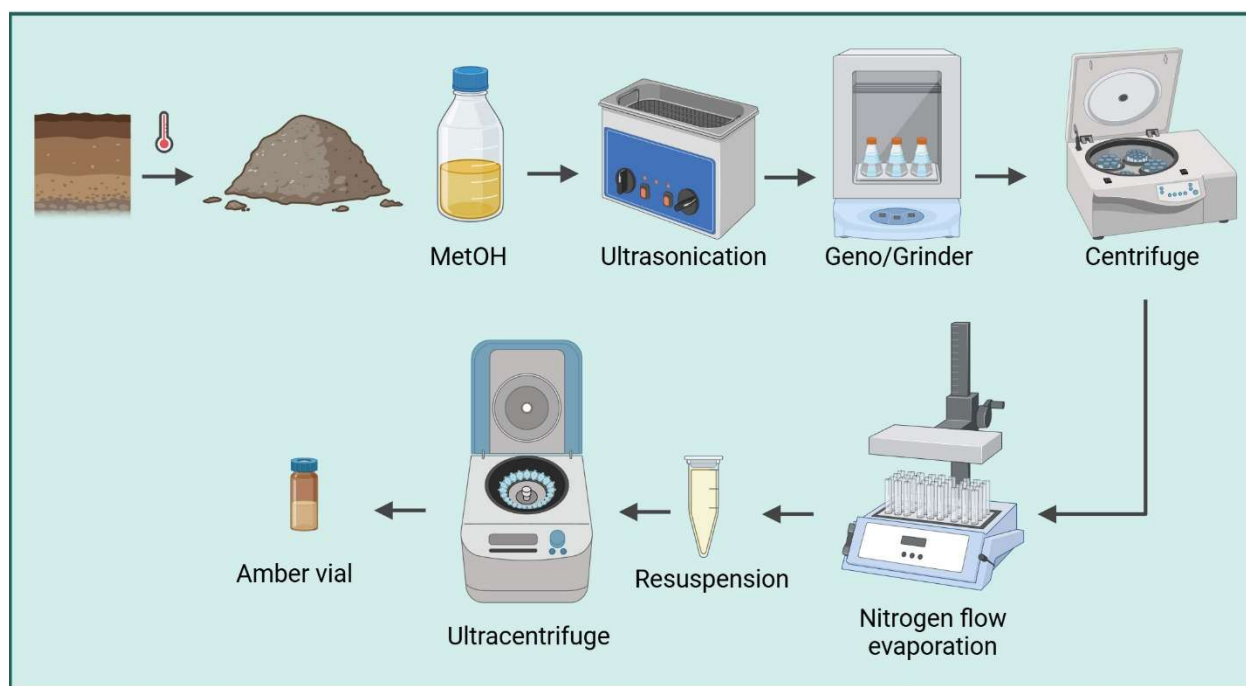 MetOH
Ultrasonication
Geno/Grinder
Centrifuge
Nitrogen flow
evaporation
Resuspension
Ultracentrifuge
Amber vial